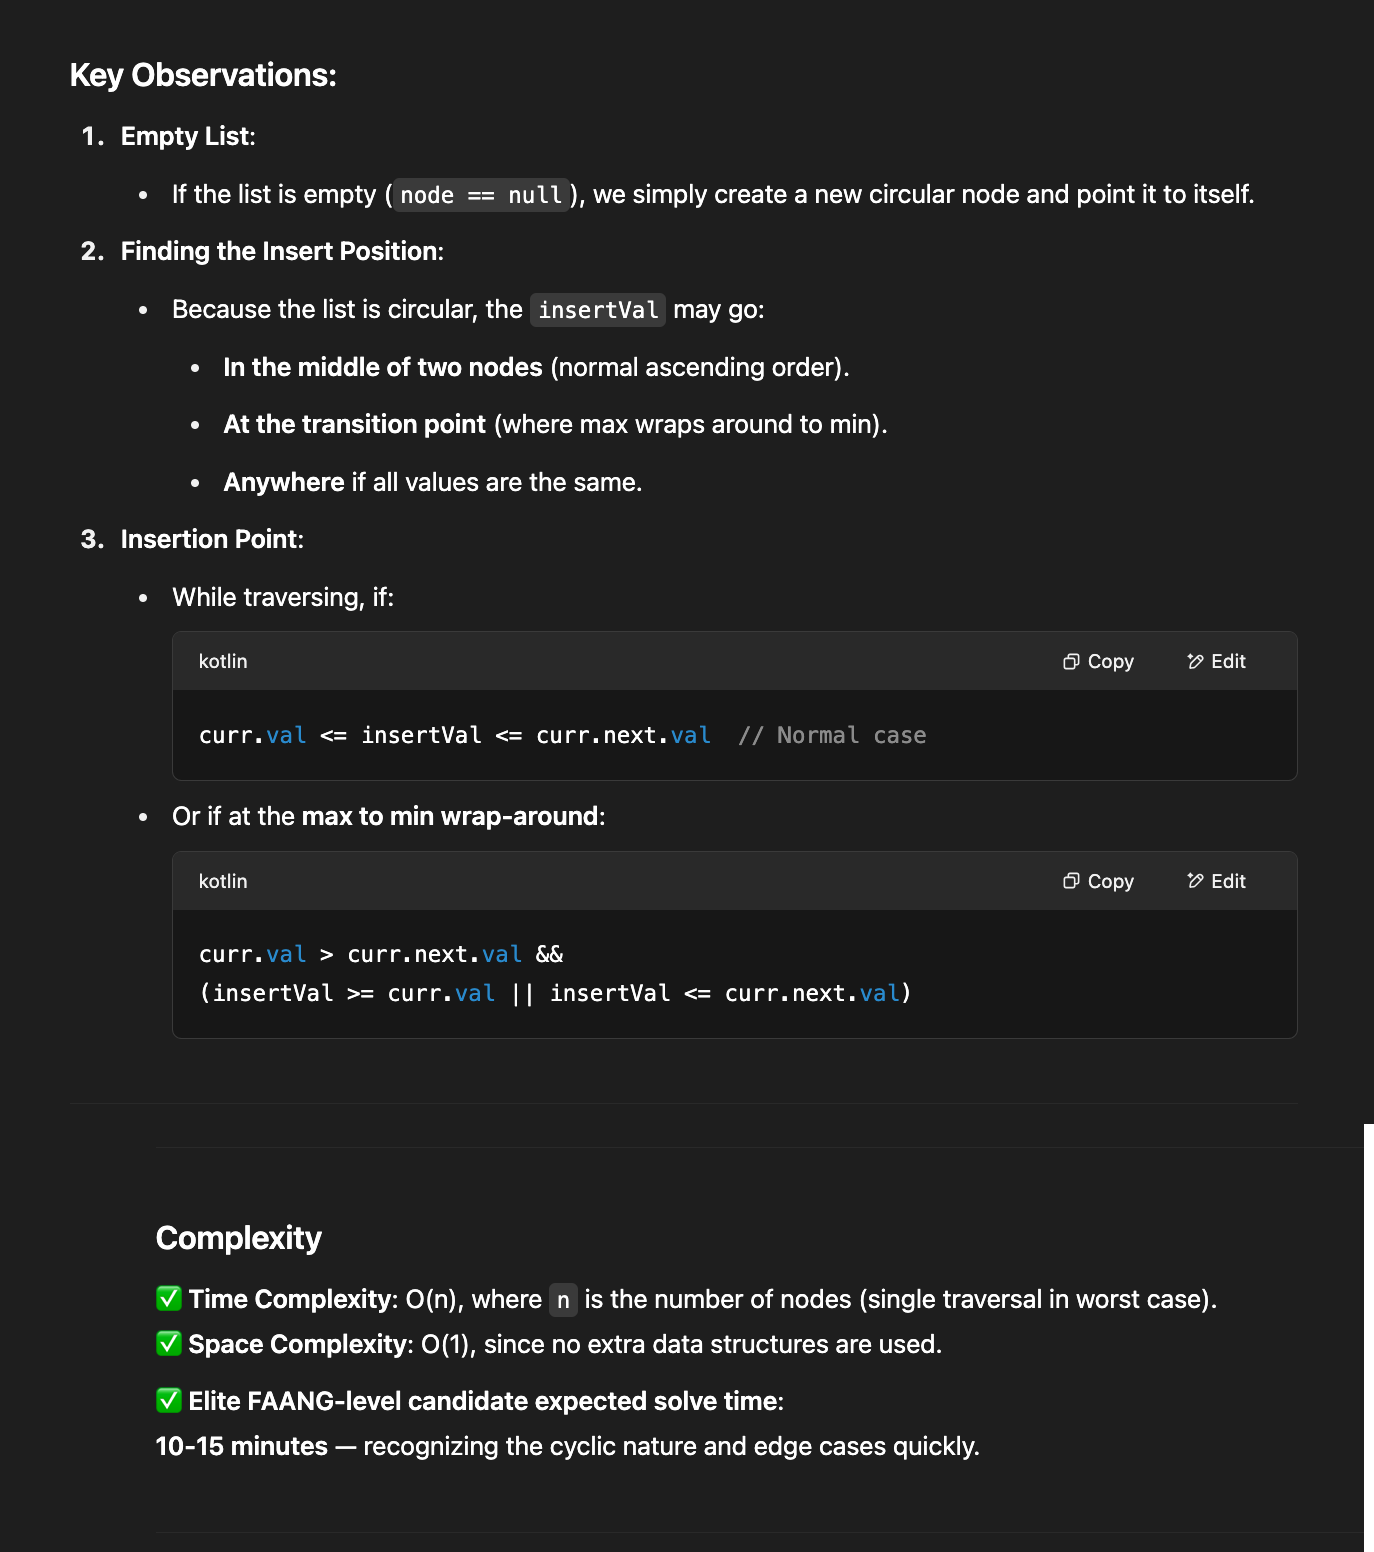 Key Observations:
1. Empty List:
• If the list is empty ( node == null ), we simply create a new circular node and point it to itself.
2. Finding the Insert Position:
• Because the list is circular, the insertVal may go:
• In the middle of two nodes (normal ascending order).
• At the transition point (where max wraps around to min).
• Anywhere if all values are the same.
3. Insertion Point:
• While traversing, if:
kotlin Copy Edit
curr.val <= insertVal <= curr.next.val // Normal case
• Or if at the max to min wrap-around:
kotlin Copy Edit
curr.val > curr.next.val &&
(insertVal >= curr.val || insertVal <= curr.next.val)
Complexity
✅ Time Complexity: O(n), where n is the number of nodes (single traversal in worst case).
✅ Space Complexity: O(1), since no extra data structures are used.
✅ Elite FAANG-level candidate expected solve time:
10-15 minutes — recognizing the cyclic nature and edge cases quickly.